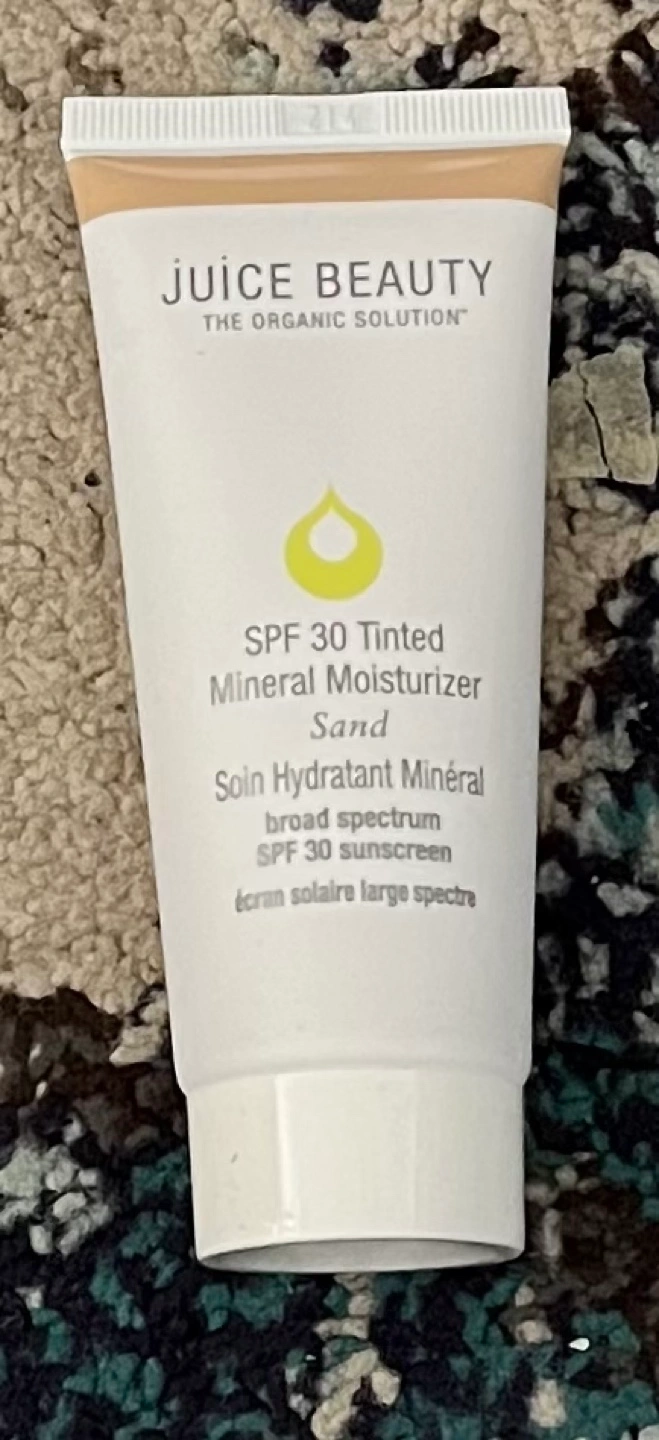 JUICE BEAUTY
THE ORGANIC SOLUTION™
SPF 30 Tinted
Mineral Moisturizer
Sand
Soin Hydratant Minéral
broad spectrum
SPF 30 sunscreen
écran solaire large spectre